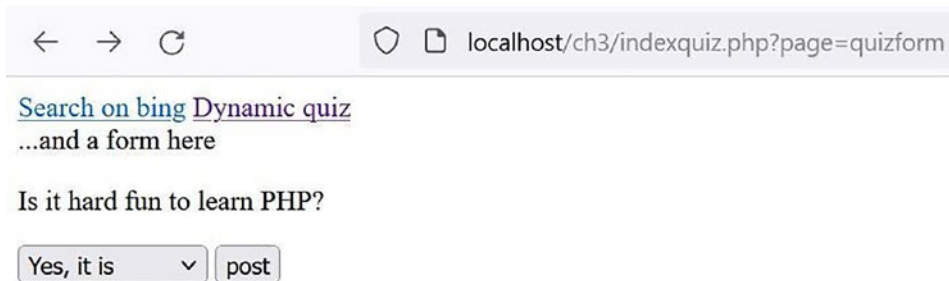 localhost/ch3/indexquiz.php?page=quizform
Search on bing Dynamic quiz
...and a form here
Is it hard fun to learn PHP?
Yes, it is post